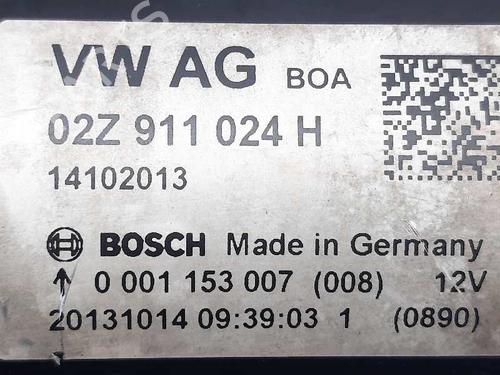 VW AG BOA
02Z 911 024 H
14102013
BOSCH Made in Germany
↑ 0 001 153 007 (008) 12V
20131014 09:39:03 1 (0890)